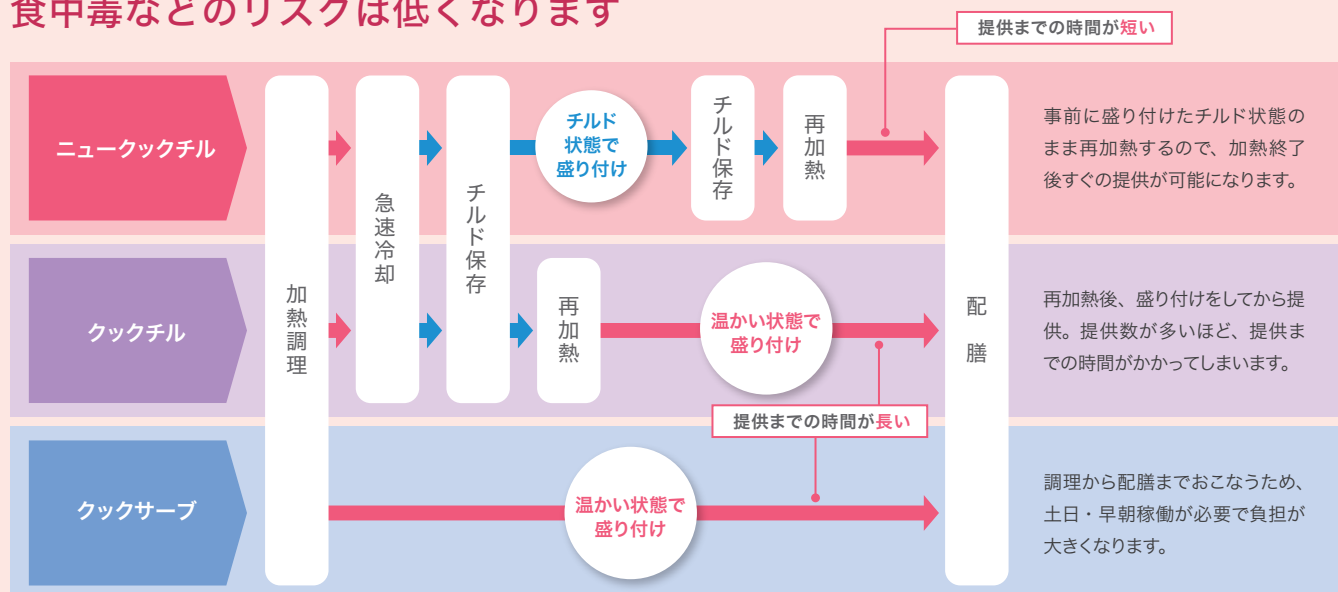 食中毒などのリスクは低くなります
提供までの時間が短い
ニュークックチル
加熱調理
急速冷却
チルド保存
チルド
状態で
盛り付け
チルド保存
再加熱
配膳
事前に盛り付けたチルド状態の
まま再加熱するので、加熱終了
後すぐの提供が可能になります。
クックチル
再加熱
温かい状態で
盛り付け
再加熱後、盛り付けをしてから提
供。提供数が多いほど、提供ま
での時間がかかってしまいます。
提供までの時間が長い
クックサーブ
温かい状態で
盛り付け
調理から配膳までおこなうため、
土日・早朝稼働が必要で負担が
大きくなります。